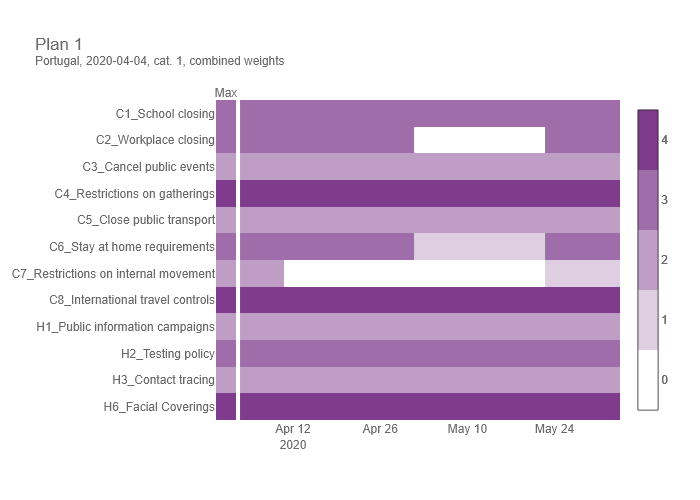 Plan 1
Portugal, 2020-04-04, cat. 1, combined weights
Max
C1_School closing
C2_Workplace closing
C3_Cancel public events
C4_Restrictions on gatherings
C5_Close public transport
C6_Stay at home requirements
C7_Restrictions on internal movement
C8_International travel controls
H1_Public information campaigns
H2_Testing policy
H3_Contact tracing
H6_Facial Coverings
Apr 12 Apr 26 May 10 May 24
2020
4
3
2
1
0